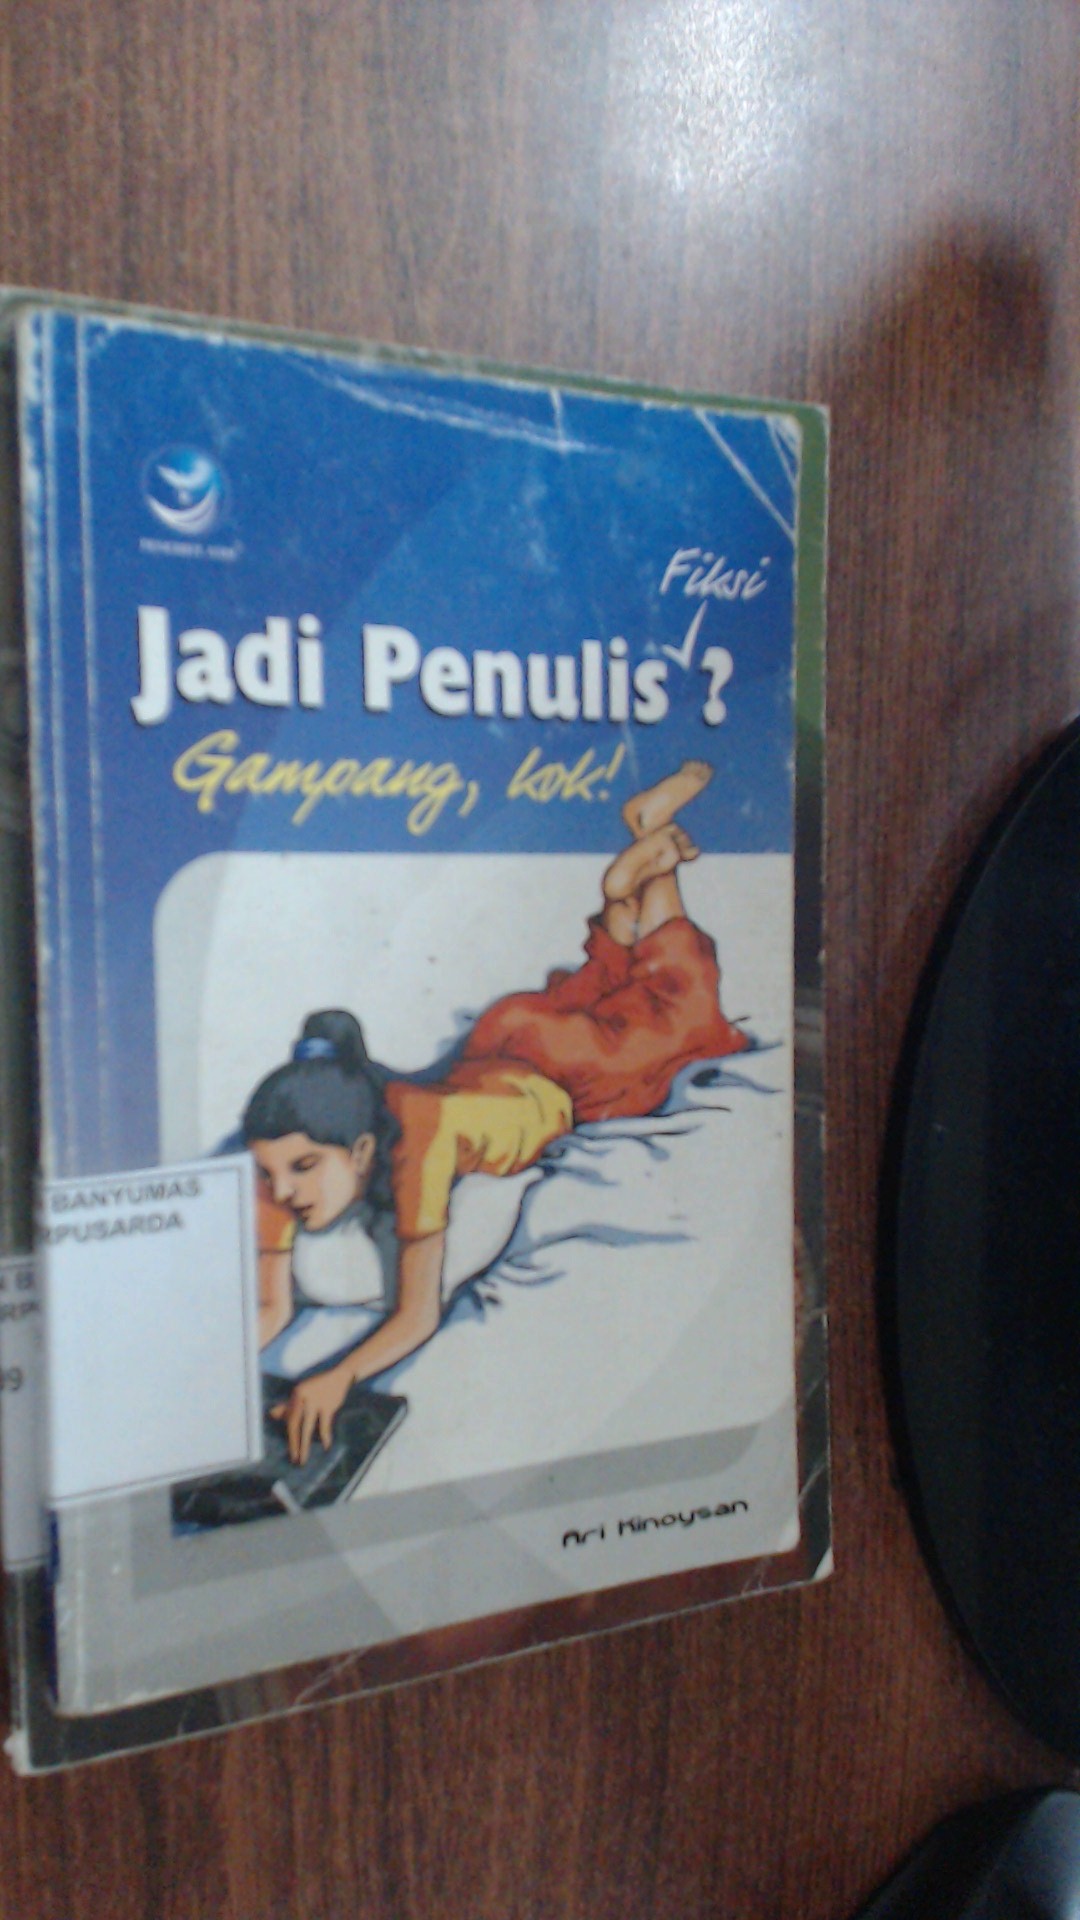 Fiksi
Jadi Penulis ?
Gampang, kok!
BANYUMAS
RPUSARDA
Ari Kinoysan